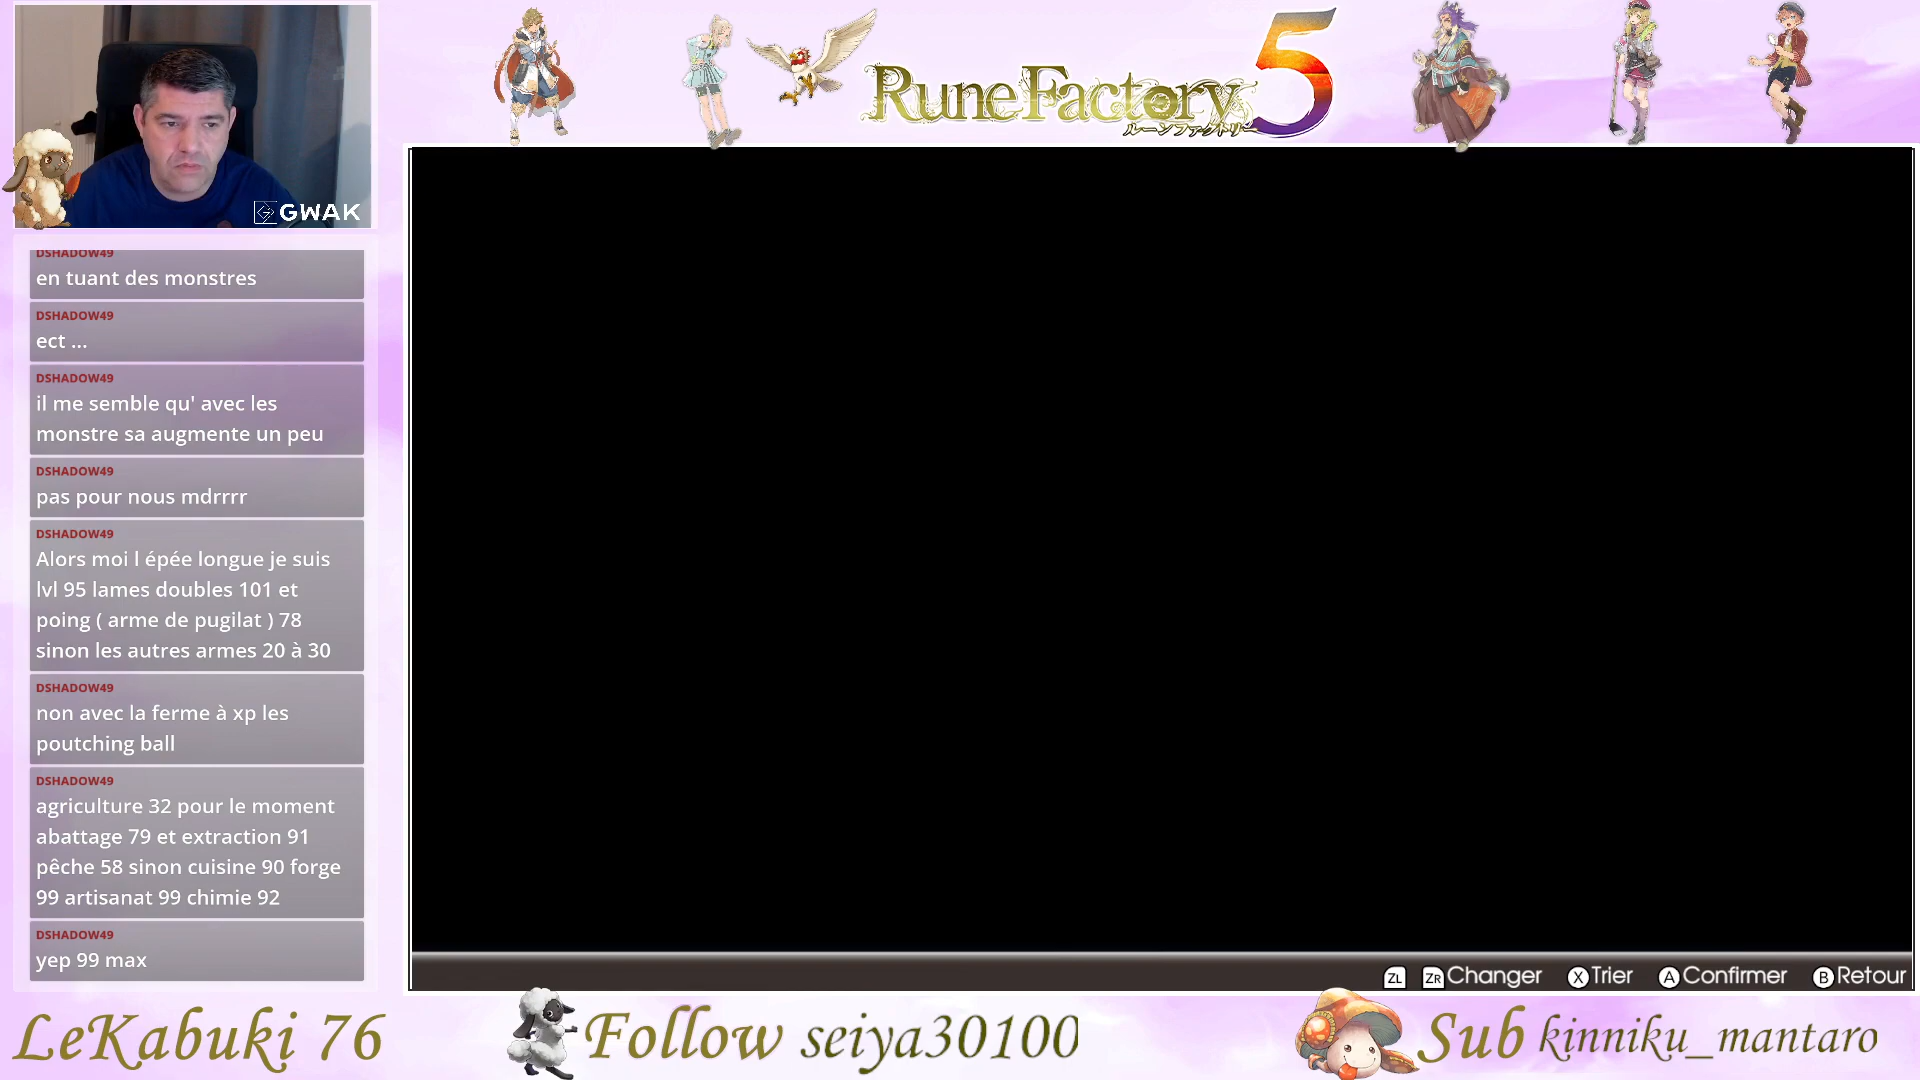 GWAK
RuneFactory 5
ルーンファクトリー
DSHADOW49
en tuant des monstres
DSHADOW49
ect ...
DSHADOW49
il me semble qu' avec les
monstre sa augmente un peu
DSHADOW49
pas pour nous mdrrrr
DSHADOW49
Alors moi l épée longue je suis
lvl 95 lames doubles 101 et
poing ( arme de pugilat ) 78
sinon les autres armes 20 à 30
DSHADOW49
non avec la ferme à xp les
poutching ball
DSHADOW49
agriculture 32 pour le moment
abattage 79 et extraction 91
pêche 58 sinon cuisine 90 forge
99 artisanat 99 chimie 92
DSHADOW49
yep 99 max
ZL ZR Changer X Trier A Confirmer B Retour
LeKabuki 76
Follow seiya30100
Sub kinniku_mantaro